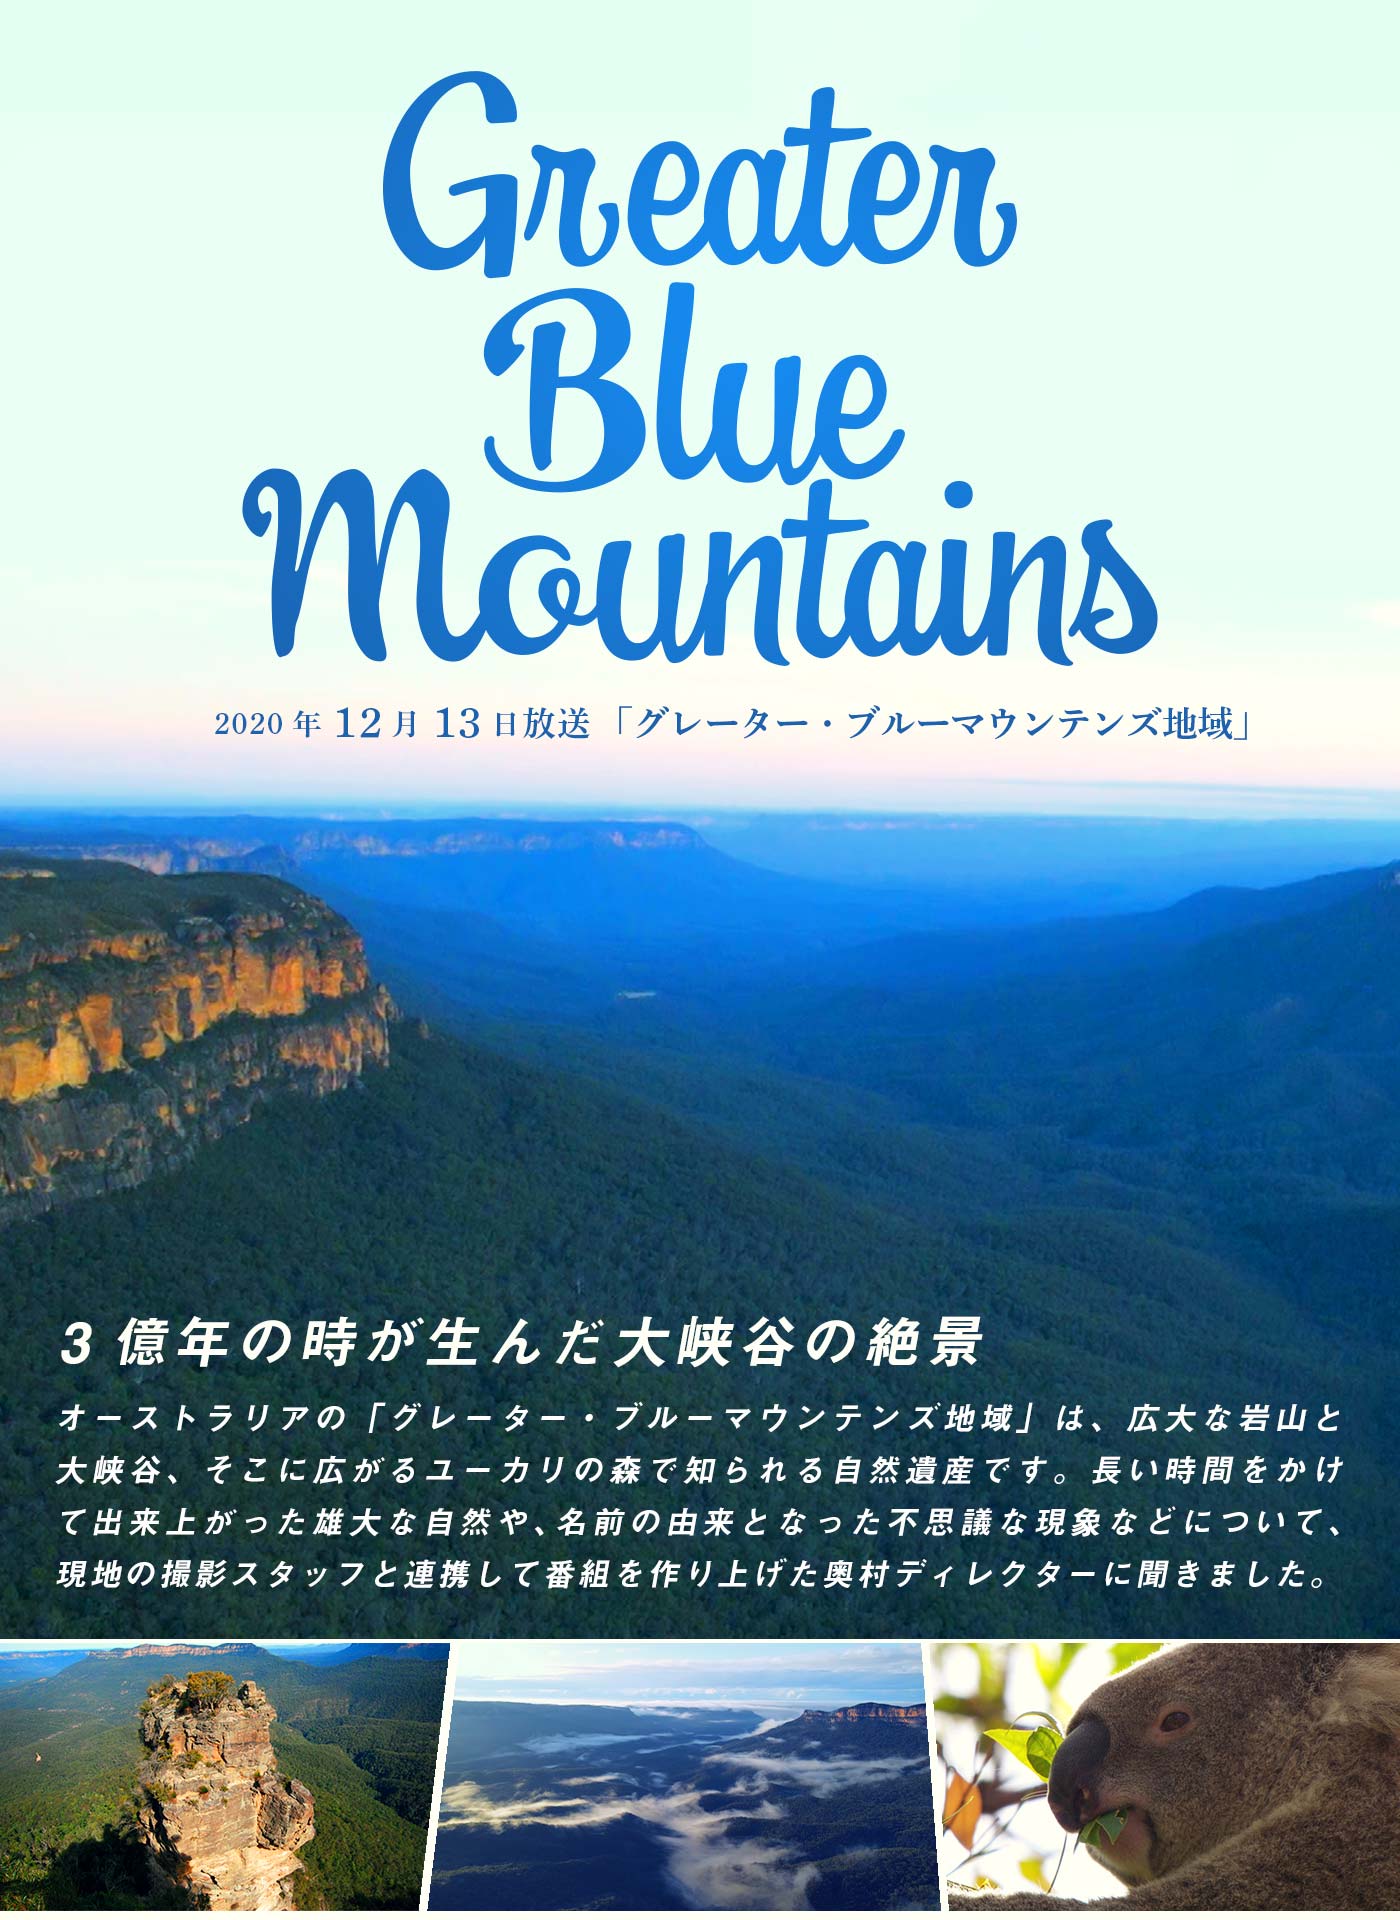 Greater
Blue
Mountains
2020年12月13日放送「グレーター・ブルーマウンテンズ地域」
3億年の時が生んだ大峡谷の絶景
オーストラリアの「グレーター・ブルーマウンテンズ地域」は、広大な岩山と
大峡谷、そこに広がるユーカリの森で知られる自然遺産です。長い時間をかけ
て出来上がった雄大な自然や、名前の由来となった不思議な現象などについて、
現地の撮影スタッフと連携して番組を作り上げた奥村ディレクターに聞きました。